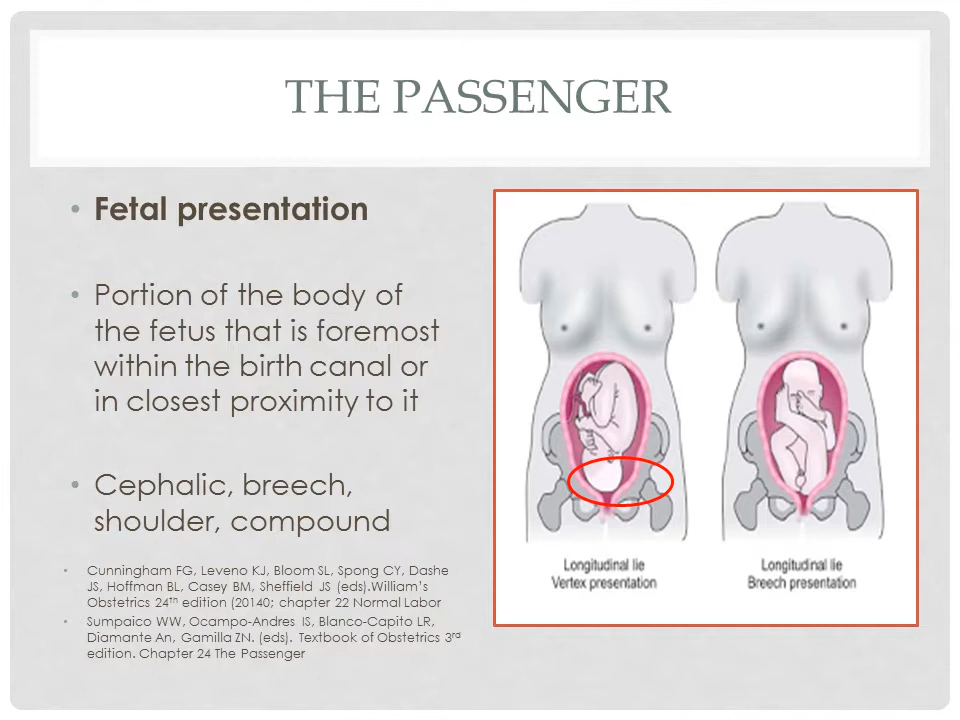 THE PASSENGER
• Fetal presentation
• Portion of the body of
the fetus that is foremost
within the birth canal or
in closest proximity to it
• Cephalic, breech,
shoulder, compound
• Cunningham FG, Leveno KJ, Bloom SL, Spong CY, Dashe
JS, Hoffman BL, Casey BM, Sheffield JS (eds).William’s
Obstetrics 24th edition (20140; chapter 22 Normal Labor
• Sumpaico WW, Ocampo-Andres IS, Blanco-Capito LR,
Diamante An, Gamilla ZN. (eds). Textbook of Obstetrics 3rd
edition. Chapter 24 The Passenger
Longitudinal lie
Vertex presentation
Longitudinal lie
Breech presentation